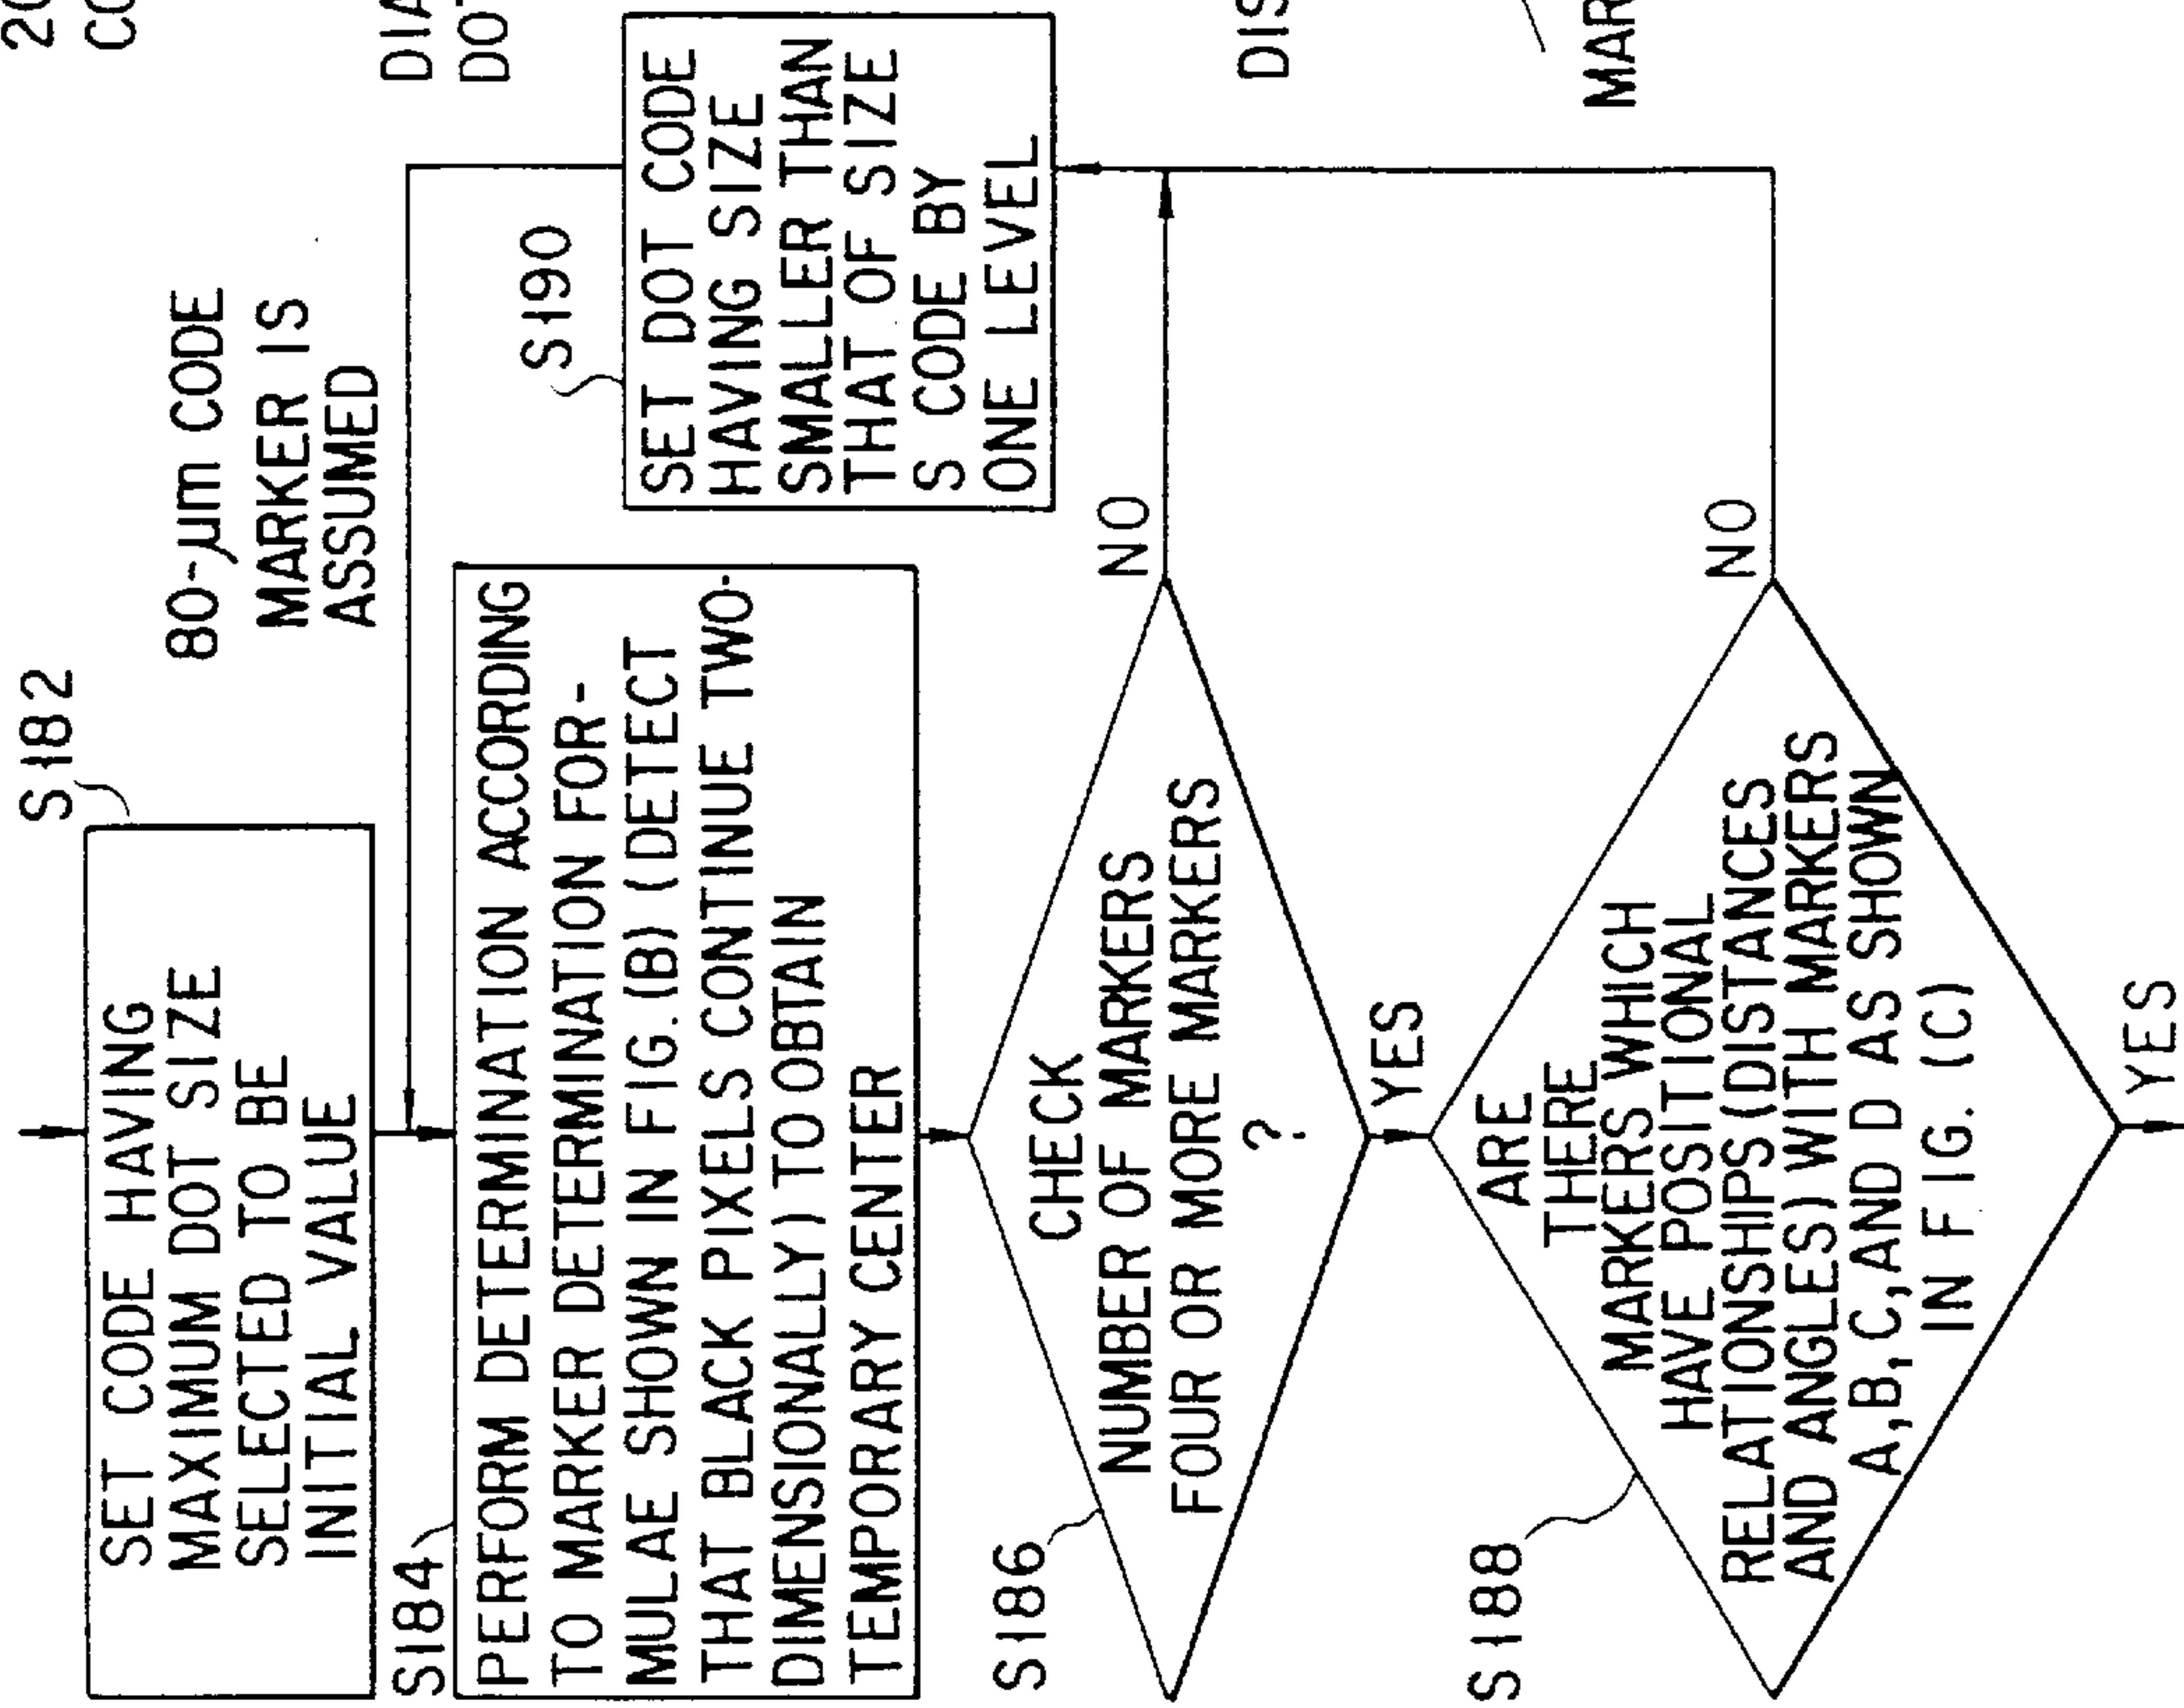 S182
SET CODE HAVING
MAXIMUM DOT SIZE
SELECTED TO BE
INITIAL VALUE
80-μm CODE
MARKER IS
ASSUMED
S184
PERFORM DETERMINATION ACCORDING
TO MARKER DETERMINATION FOR-
MULAE SHOWN IN FIG.(B) (DETECT
THAT BLACK PIXELS CONTINUE TWO-
DIMENSIONALLY) TO OBTAIN
TEMPORARY CENTER
S190
SET DOT CODE
HAVING SIZE
SMALLER THAN
THAT OF SIZE
S CODE BY
ONE LEVEL
S186
CHECK
NUMBER OF MARKERS
FOUR OR MORE MARKERS
?
NO
YES
S188
ARE
THERE
MARKERS WHICH
HAVE POSITIONAL
RELATIONSHIPS (DISTANCES
AND ANGLES) WITH MARKERS
A,B,C,AND D AS SHOWN
IN FIG. (C)
NO
YES